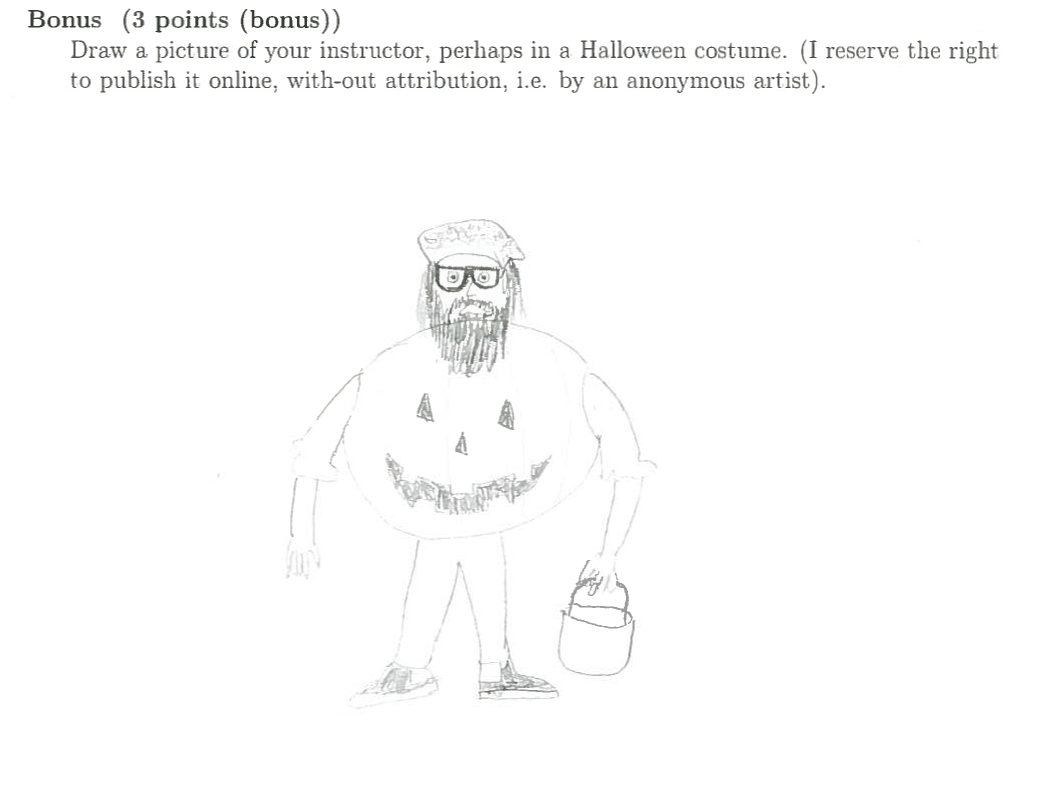 Bonus (3 points (bonus))
Draw a picture of your instructor, perhaps in a Halloween costume. (I reserve the right
to publish it online, with-out attribution, i.e. by an anonymous artist).